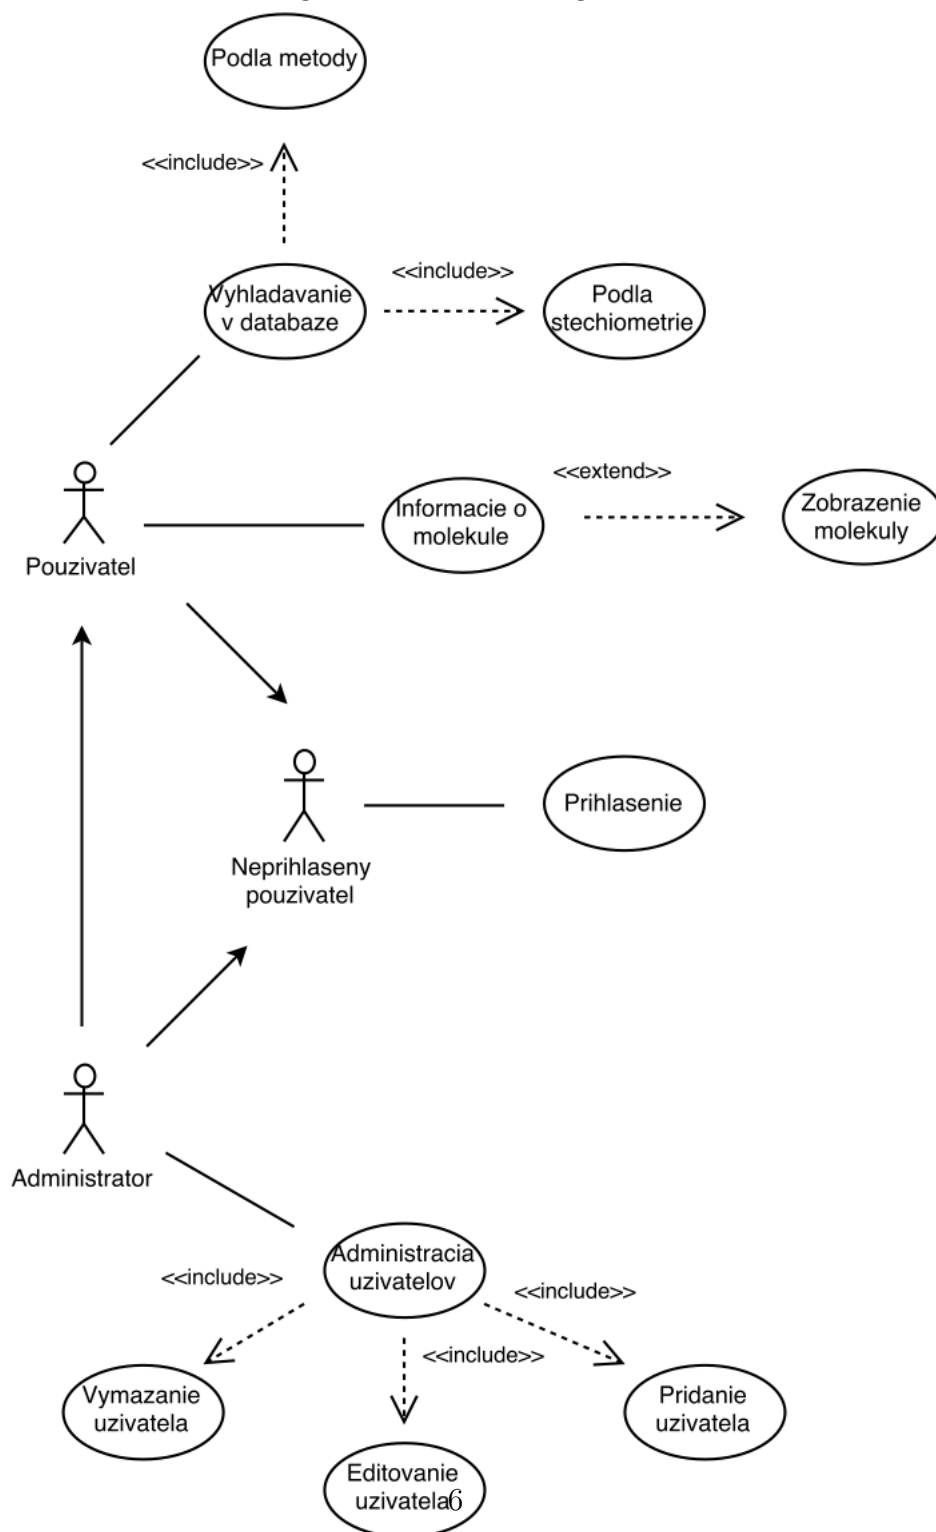 Podla metody
<<include>>
<<include>>
Vyhladavanie
v databaze
Podla
stechiometrie
<<extend>>
Informacie o
molekule
Zobrazenie
molekuly
Pouzivatel
Prihlasenie
Neprihlaseny
pouzivatel
Administrator
Administracia
uzivatelov
<<include>>
<<include>>
<<include>>
Vymazanie
uzivatela
Pridanie
uzivatela
Editovanie
uzivatela
6